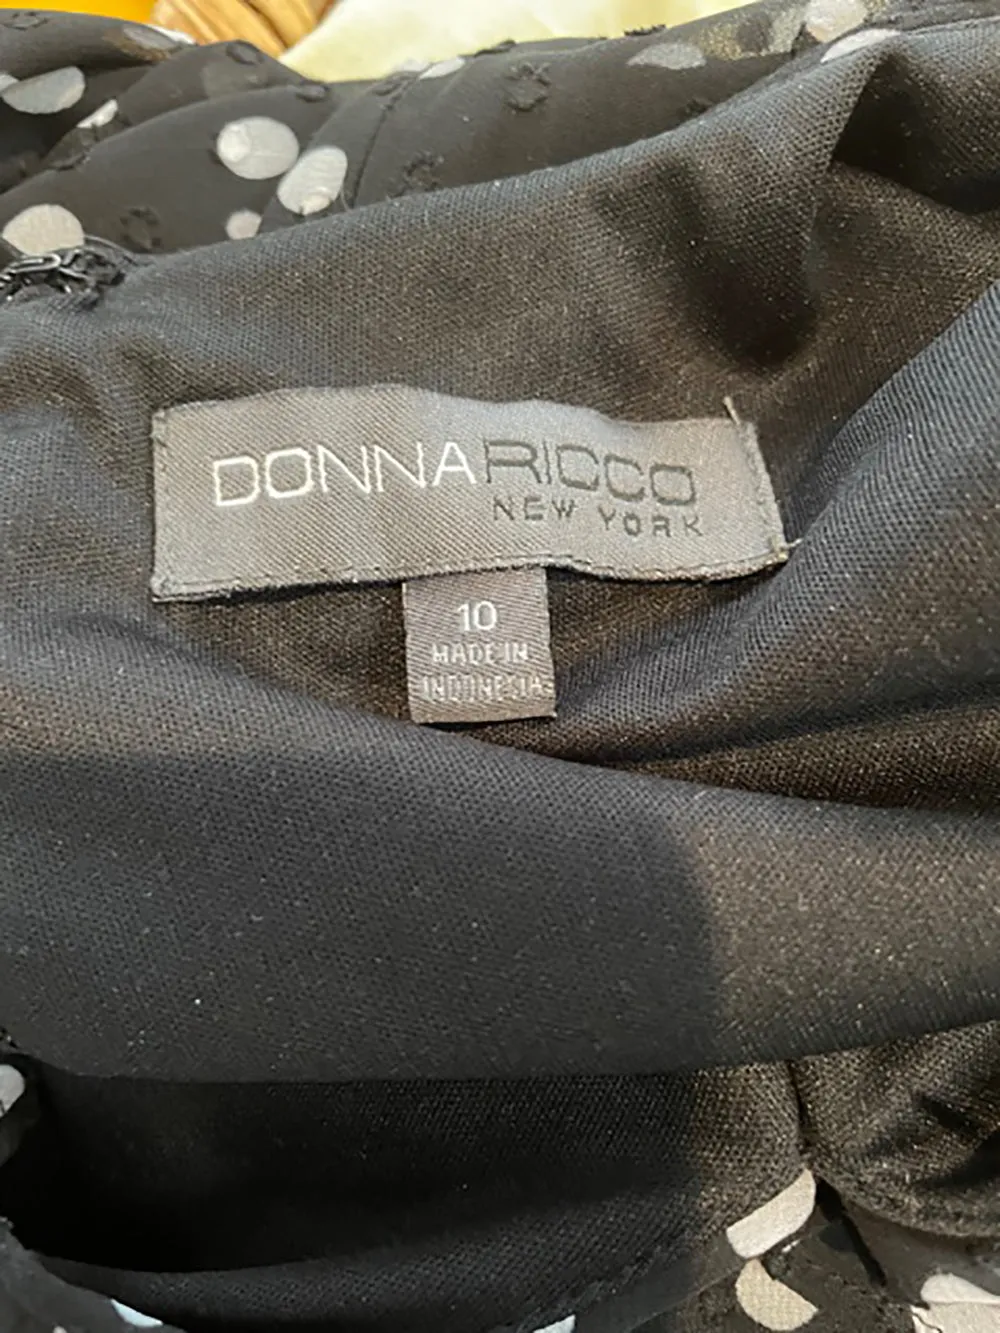 DONNARICCO
NEW YORK
10
MADE IN
INDONESIA